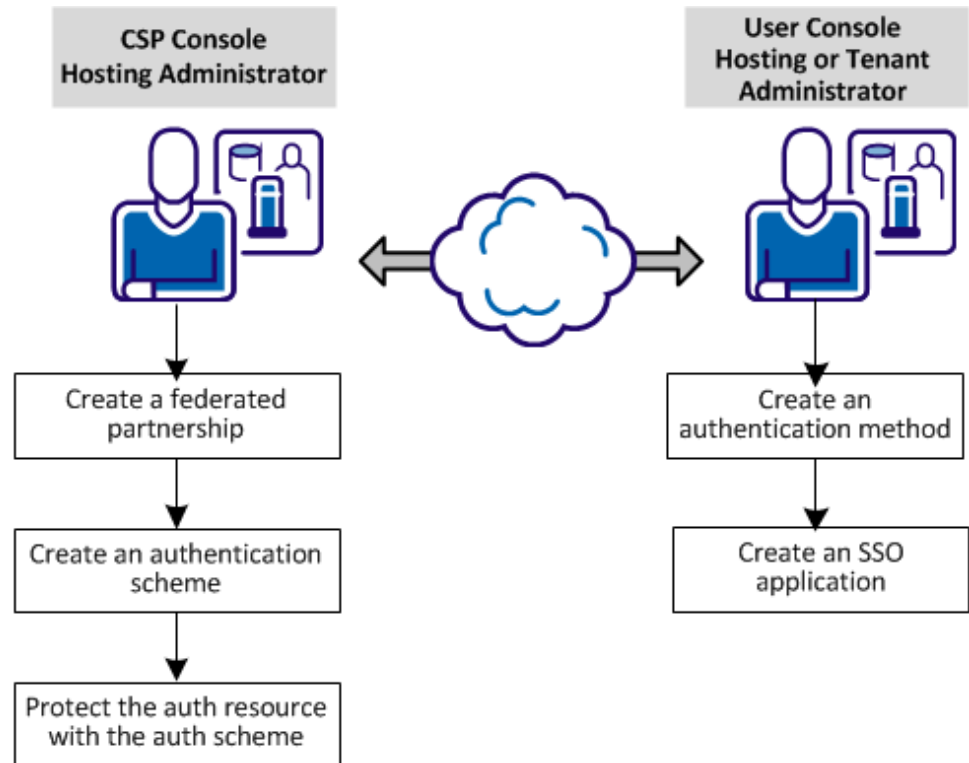 CSP Console
Hosting Administrator
User Console
Hosting or Tenant
Administrator
Create a federated
partnership
Create an authentication
scheme
Protect the auth resource
with the auth scheme
Create an
authentication method
Create an SSO
application